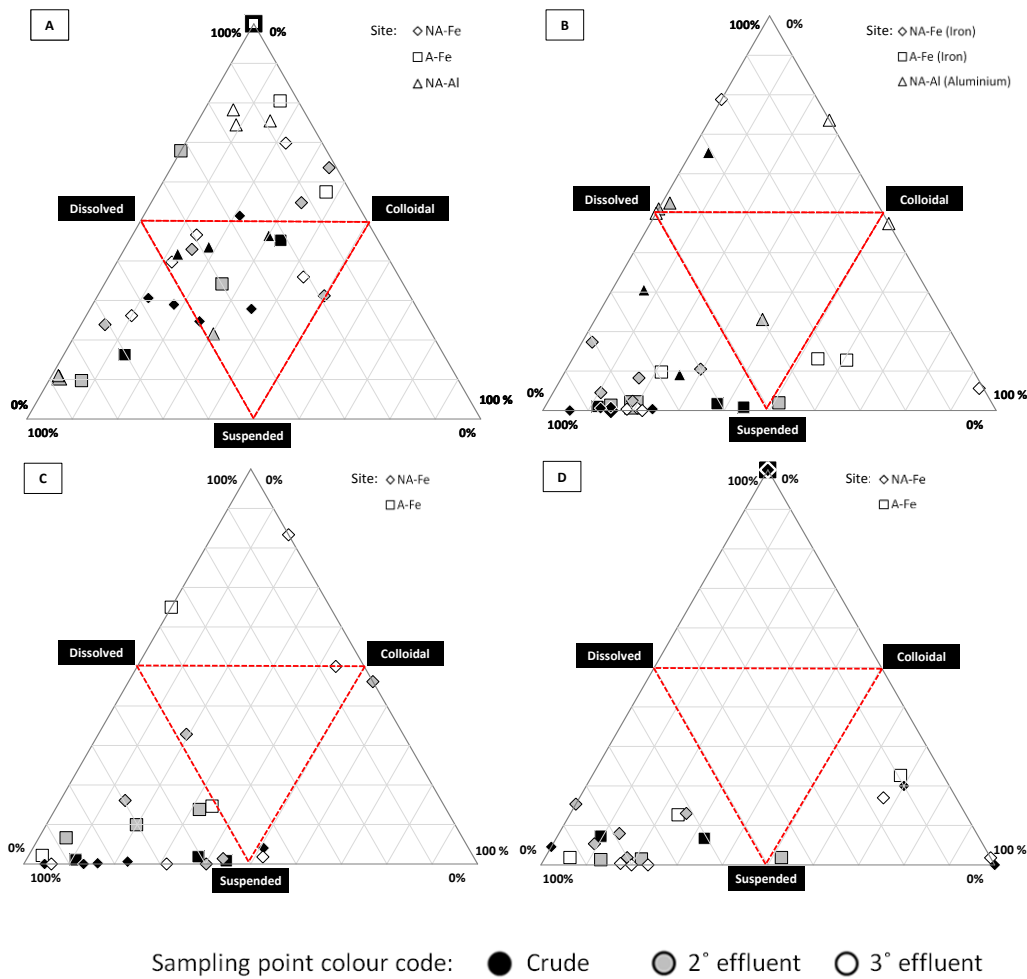 A
100% 0%
Site: NA-Fe
A-Fe
NA-Al
Dissolved
Colloidal
0% 100 %
100% Suspended 0%
B
100% 0%
Site: NA-Fe (Iron)
A-Fe (Iron)
NA-Al (Aluminium)
Dissolved
Colloidal
0% 100 %
100% Suspended 0%
C
100% 0%
Site: NA-Fe
A-Fe
Dissolved
Colloidal
0% 100 %
100% Suspended 0%
D
100% 0%
Site: NA-Fe
A-Fe
Dissolved
Colloidal
0% 100 %
100% Suspended 0%
Sampling point colour code: Crude 2˚ effluent 3˚ effluent